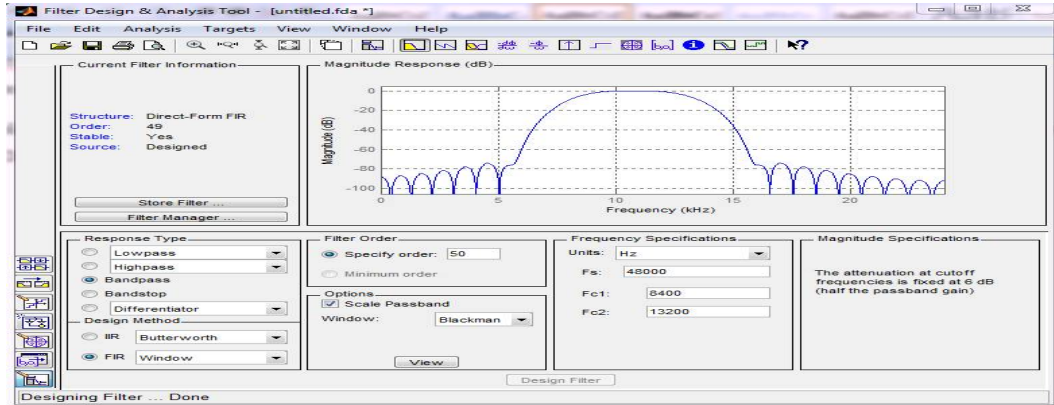 Filter Design & Analysis Tool - [untitled.fda *]
File Edit Analysis Targets View Window Help
Current Filter Information
Structure: Direct-Form FIR
Order: 49
Stable: Yes
Source: Designed
Store Filter ...
Filter Manager ...
Magnitude Response (dB)
Magnitude (dB)
0
-20
-40
-60
-80
-100
0 5 10 15 20
Frequency (kHz)
Response Type
Lowpass
Highpass
Bandpass
Bandstop
Differentiator
Design Method
IIR Butterworth
FIR Window
Filter Order
Specify order: 50
Minimum order
Options
Scale Passband
Window: Blackman
View
Frequency Specifications
Units: Hz
Fs: 48000
Fc1: 8400
Fc2: 13200
Magnitude Specifications
The attenuation at cutoff
frequencies is fixed at 6 dB
(half the passband gain)
Design Filter
Designing Filter ... Done